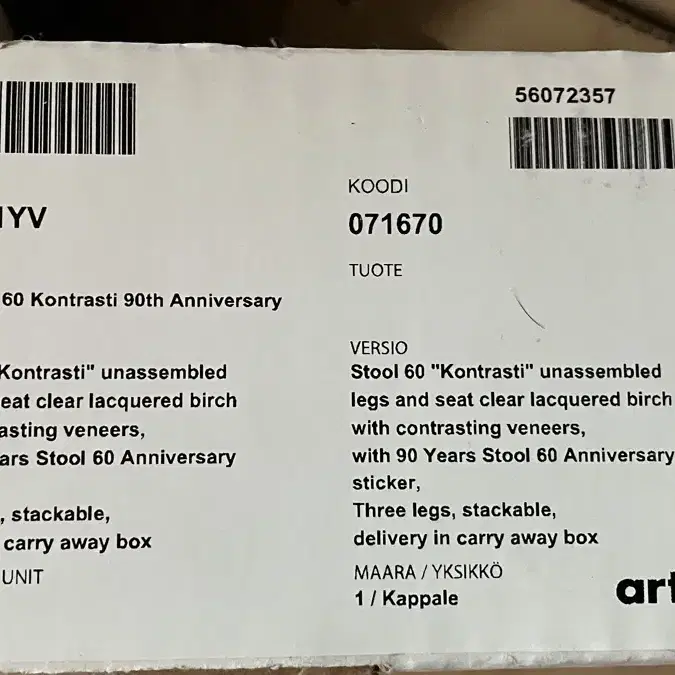 56072357
YV
60 Kontrasti 90th Anniversary
Kontrasti" unassembled
eat clear lacquered birch
asting veneers,
ars Stool 60 Anniversary
, stackable,
carry away box
UNIT
KOODI
071670
TUOTE
VERSIO
Stool 60 "Kontrasti" unassembled
legs and seat clear lacquered birch
with contrasting veneers,
with 90 Years Stool 60 Anniversary
sticker,
Three legs, stackable,
delivery in carry away box
MAARA / YKSIKKÖ
1 / Kappale
art